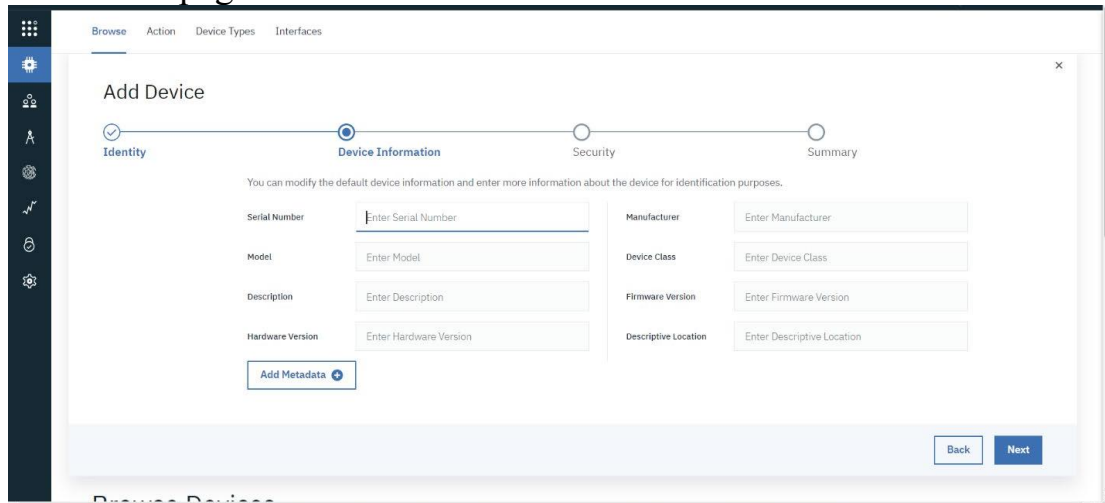 Browse Action Device Types Interfaces
Add Device
Identity Device Information Security Summary
You can modify the default device information and enter more information about the device for identification purposes.
Serial Number Enter Serial Number Manufacturer Enter Manufacturer
Model Enter Model Device Class Enter Device Class
Description Enter Description Firmware Version Enter Firmware Version
Hardware Version Enter Hardware Version Descriptive Location Enter Descriptive Location
Add Metadata
Back Next
Browse Devices